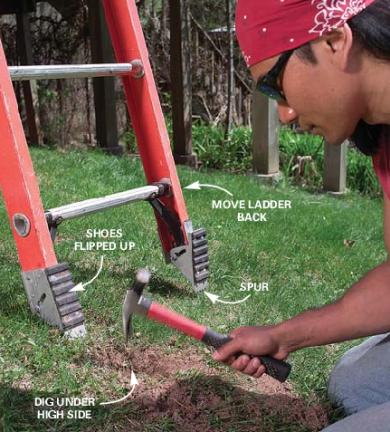 MOVE LADDER
BACK
SHOES
FLIPPED UP
SPUR
DIG UNDER
HIGH SIDE